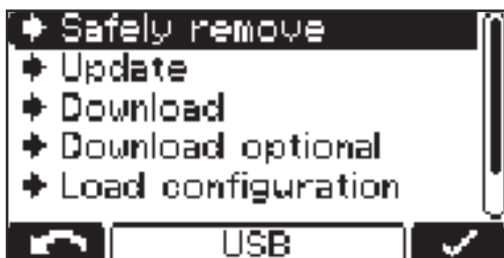 Safely remove
Update
Download
Download optional
Load configuration
USB